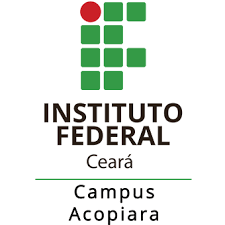 INSTITUTO
FEDERAL
Ceará
Campus
Acopiara